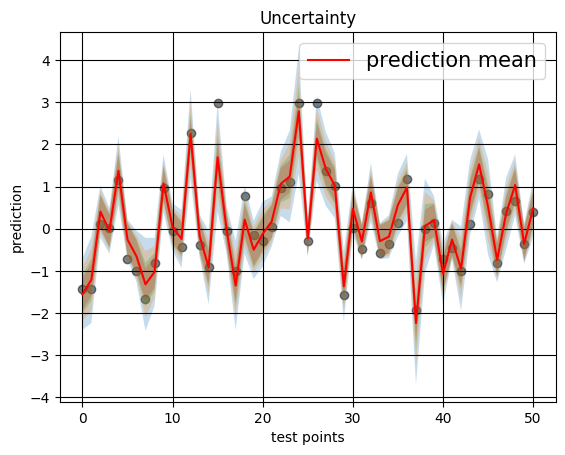 Uncertainty
prediction mean
prediction
4
3
2
1
0
−1
−2
−3
−4
0 10 20 30 40 50
test points